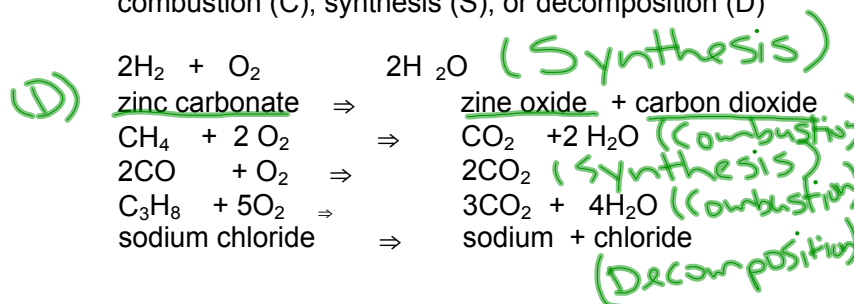 combustion (C), synthesis (S), or decomposition (D)
2H₂ + O₂ 2H ₂O (Synthesis)
(D) zinc carbonate ⇒ zine oxide + carbon dioxide
CH₄ + 2 O₂ ⇒ CO₂ +2 H₂O (Combustion)
2CO + O₂ ⇒ 2CO₂ (Synthesis)
C₃H₈ + 5O₂ ⇒ 3CO₂ + 4H₂O (Combustion)
sodium chloride ⇒ sodium + chloride
(Decomposition)